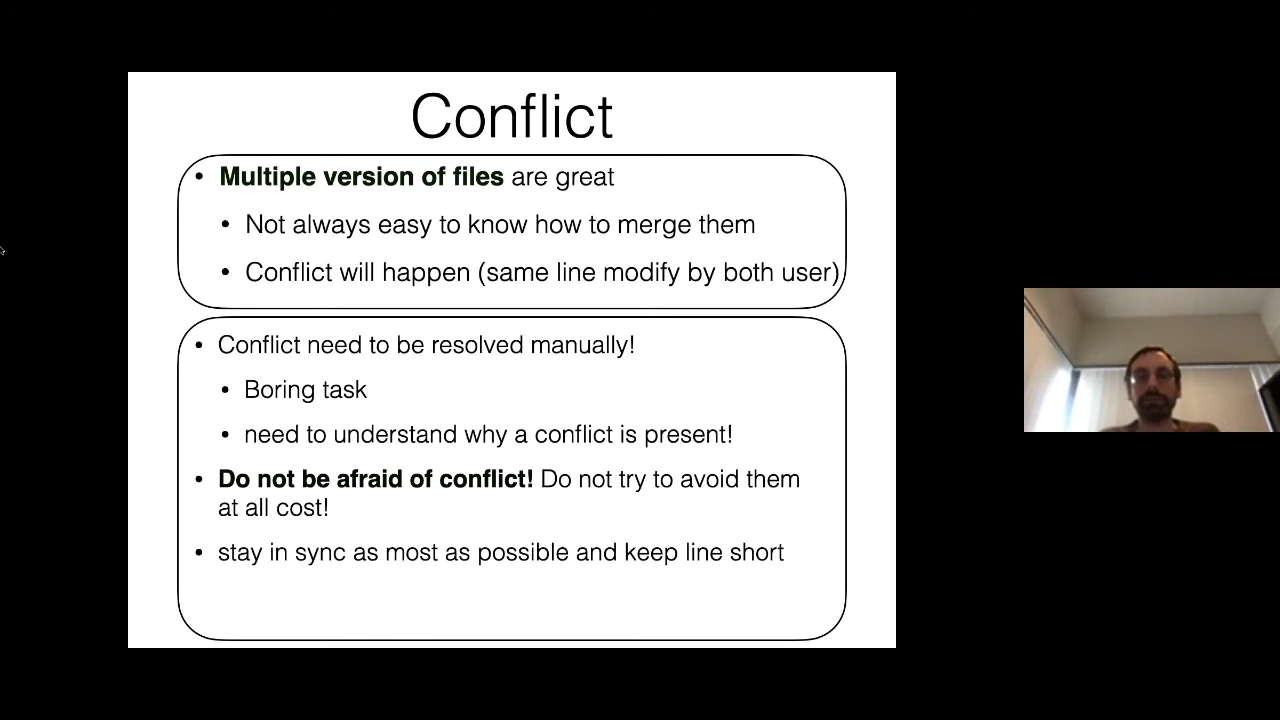 Conflict
• Multiple version of files are great
• Not always easy to know how to merge them
• Conflict will happen (same line modify by both user)
• Conflict need to be resolved manually!
• Boring task
• need to understand why a conflict is present!
• Do not be afraid of conflict! Do not try to avoid them
at all cost!
• stay in sync as most as possible and keep line short